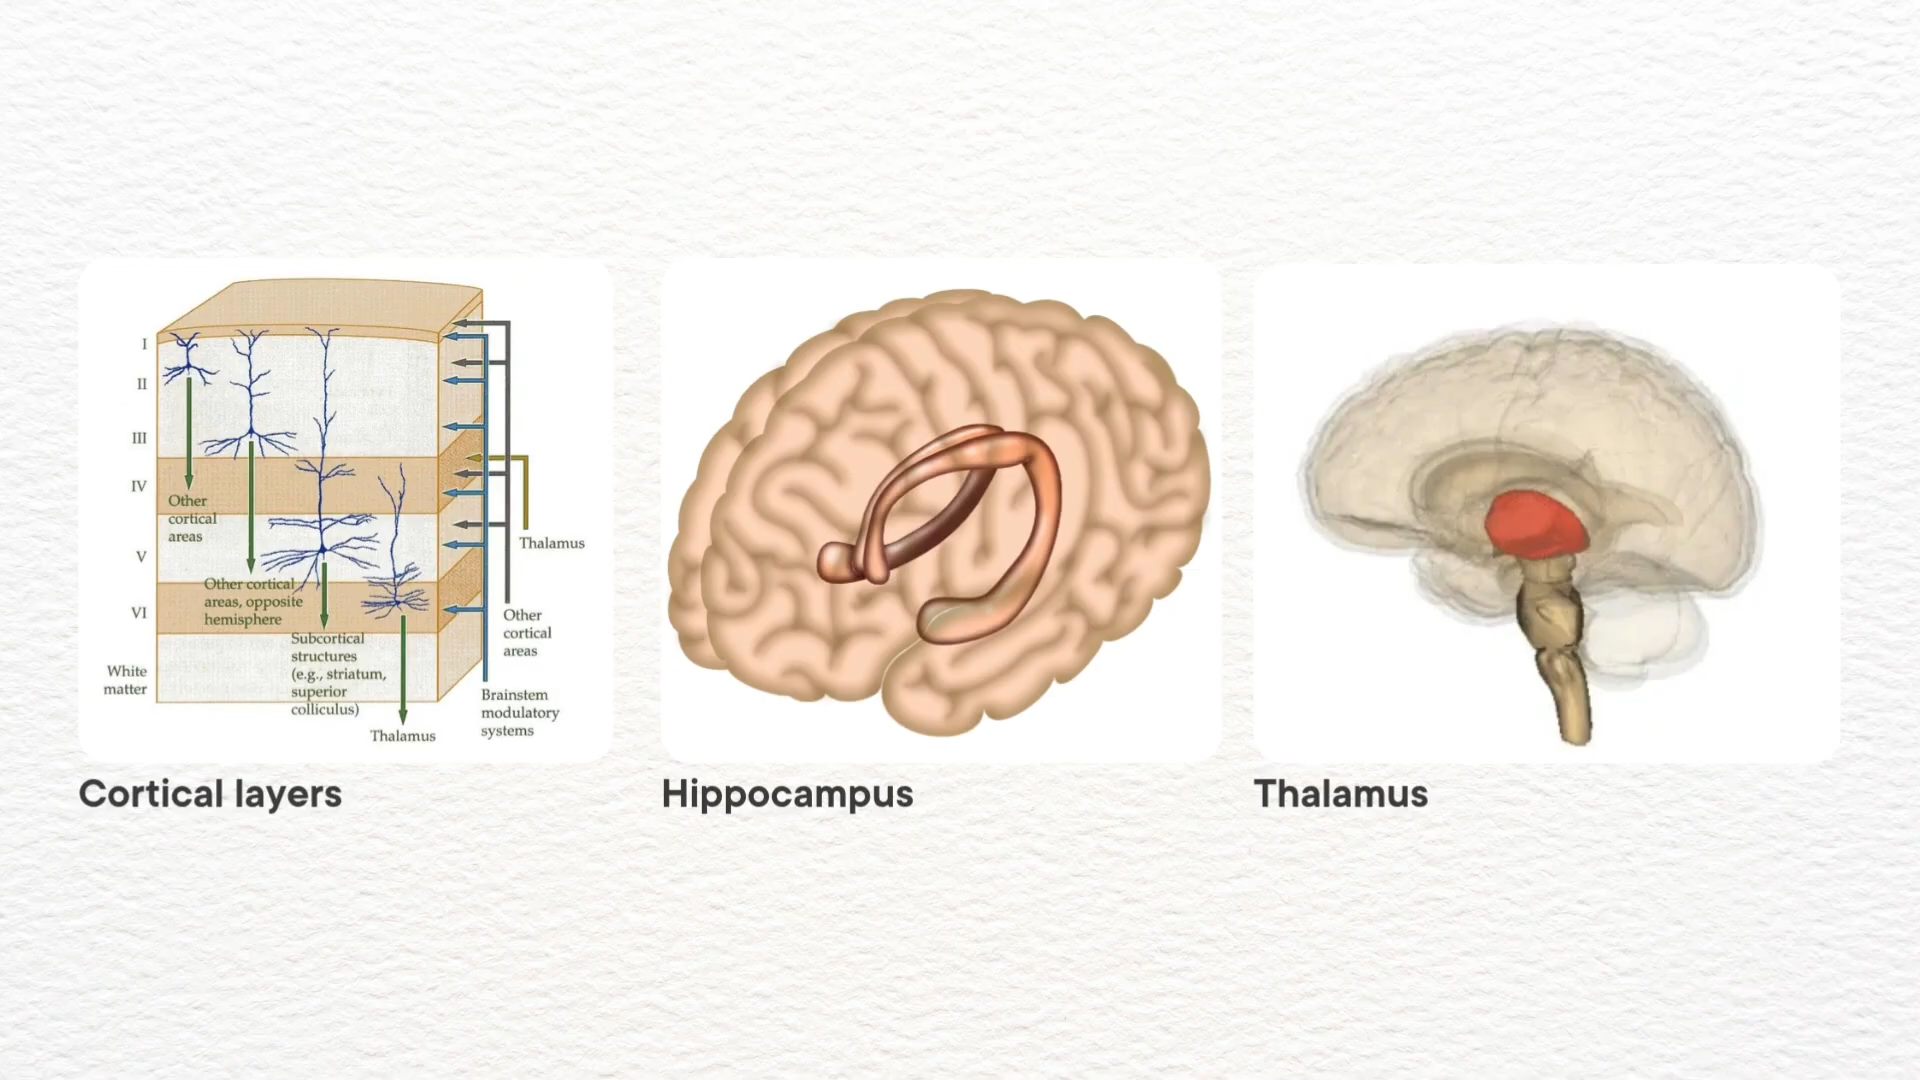 I
II
III
IV
V
VI
White
matter
Other
cortical
areas
Other cortical
areas, opposite
hemisphere
Subcortical
structures
(e.g., striatum,
superior
colliculus)
Thalamus
Thalamus
Other
cortical
areas
Brainstem
modulatory
systems
Cortical layers
Hippocampus
Thalamus